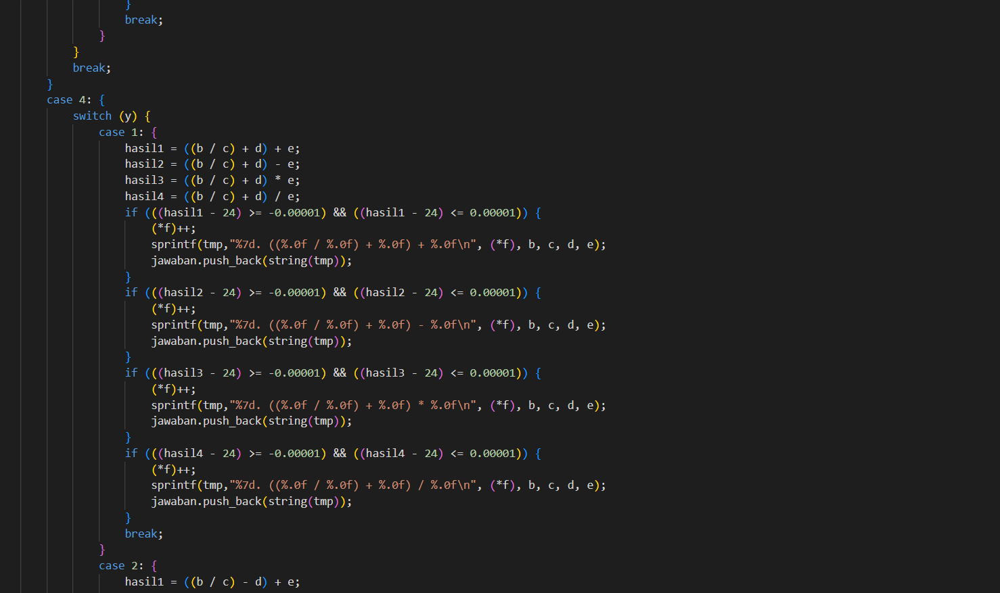 }
break;
}
}
break;
}
case 4: {
switch (y) {
case 1: {
hasil1 = ((b / c) + d) + e;
hasil2 = ((b / c) + d) - e;
hasil3 = ((b / c) + d) * e;
hasil4 = ((b / c) + d) / e;
if (((hasil1 - 24) >= -0.00001) && ((hasil1 - 24) <= 0.00001)) {
(*f)++;
sprintf(tmp,"%7d. ((%.0f / %.0f) + %.0f) + %.0f\n", (*f), b, c, d, e);
jawaban.push_back(string(tmp));
}
if (((hasil2 - 24) >= -0.00001) && ((hasil2 - 24) <= 0.00001)) {
(*f)++;
sprintf(tmp,"%7d. ((%.0f / %.0f) + %.0f) - %.0f\n", (*f), b, c, d, e);
jawaban.push_back(string(tmp));
}
if (((hasil3 - 24) >= -0.00001) && ((hasil3 - 24) <= 0.00001)) {
(*f)++;
sprintf(tmp,"%7d. ((%.0f / %.0f) + %.0f) * %.0f\n", (*f), b, c, d, e);
jawaban.push_back(string(tmp));
}
if (((hasil4 - 24) >= -0.00001) && ((hasil4 - 24) <= 0.00001)) {
(*f)++;
sprintf(tmp,"%7d. ((%.0f / %.0f) + %.0f) / %.0f\n", (*f), b, c, d, e);
jawaban.push_back(string(tmp));
}
break;
}
case 2: {
hasil1 = ((b / c) - d) + e;